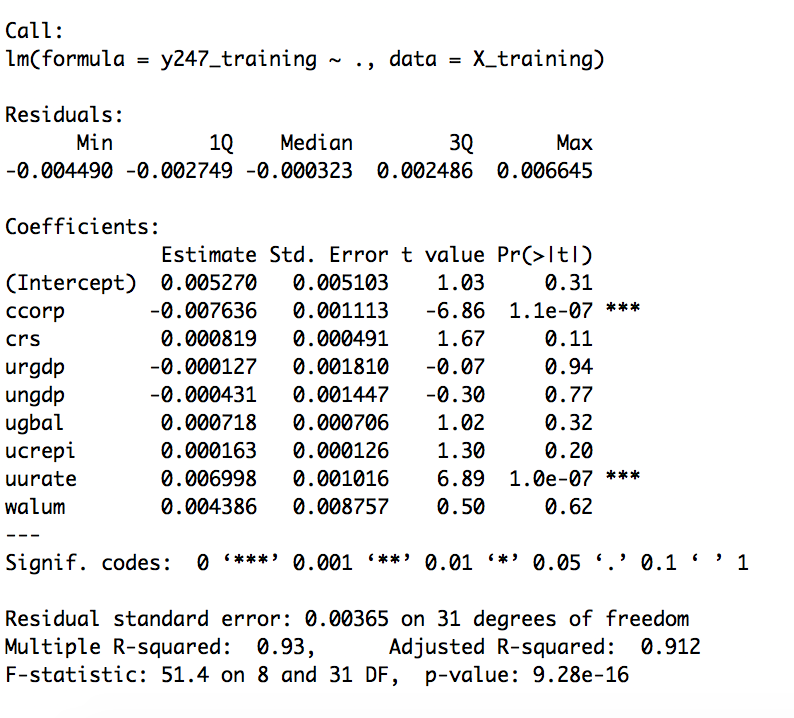 Call:
lm(formula = y247_training ~ ., data = X_training)
Residuals:
Min 1Q Median 3Q Max
-0.004490 -0.002749 -0.000323 0.002486 0.006645
Coefficients:
Estimate Std. Error t value Pr(>|t|)
(Intercept) 0.005270 0.005103 1.03 0.31
ccorp -0.007636 0.001113 -6.86 1.1e-07 ***
crs 0.000819 0.000491 1.67 0.11
urgdp -0.000127 0.001810 -0.07 0.94
ungdp -0.000431 0.001447 -0.30 0.77
ugbal 0.000718 0.000706 1.02 0.32
ucrepi 0.000163 0.000126 1.30 0.20
uurate 0.006998 0.001016 6.89 1.0e-07 ***
walum 0.004386 0.008757 0.50 0.62
---
Signif. codes: 0 ‘***’ 0.001 ‘**’ 0.01 ‘*’ 0.05 ‘.’ 0.1 ‘ ’ 1
Residual standard error: 0.00365 on 31 degrees of freedom
Multiple R-squared: 0.93, Adjusted R-squared: 0.912
F-statistic: 51.4 on 8 and 31 DF, p-value: 9.28e-16